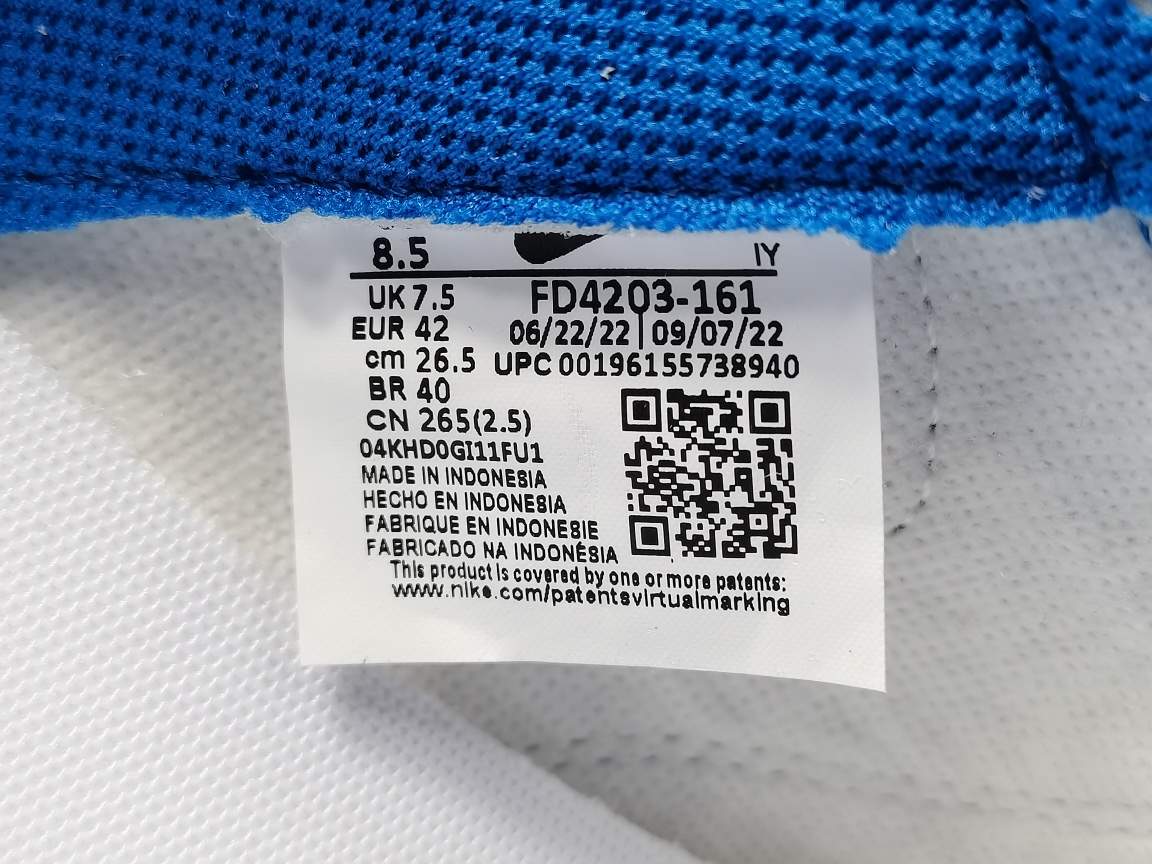 8.5 IY
UK 7.5 FD4203-161
EUR 42 06/22/22 | 09/07/22
cm 26.5 UPC 00196155738940
BR 40
CN 265(2.5)
04KHD0GI11FU1
MADE IN INDONESIA
HECHO EN INDONESIA
FABRIQUE EN INDONESIE
FABRICADO NA INDONÉSIA
This product is covered by one or more patents:
www.nike.com/patentsvirtualmarking